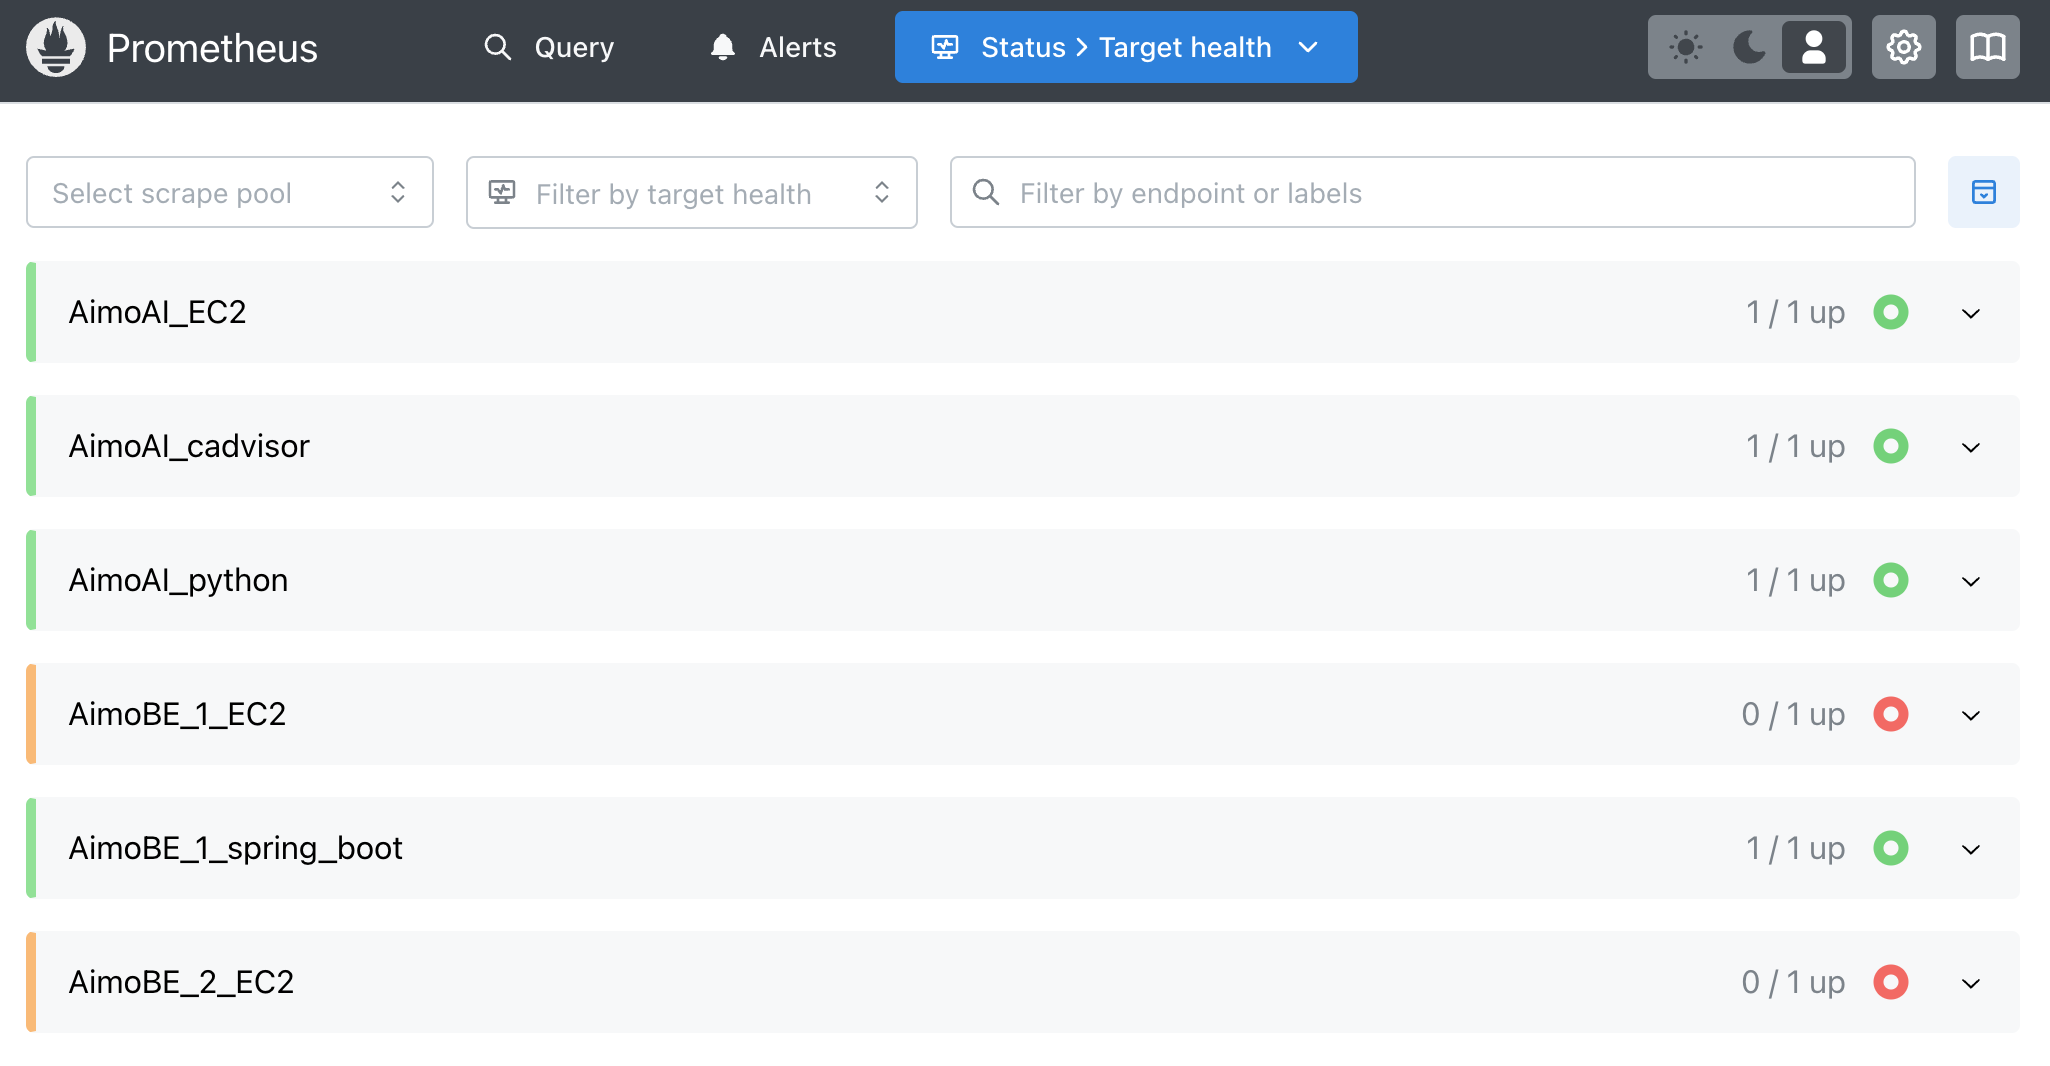 Prometheus
Query
Alerts
Status > Target health
Select scrape pool
Filter by target health
Filter by endpoint or labels
AimoAI_EC2
1 / 1 up
AimoAI_cadvisor
1 / 1 up
AimoAI_python
1 / 1 up
AimoBE_1_EC2
0 / 1 up
AimoBE_1_spring_boot
1 / 1 up
AimoBE_2_EC2
0 / 1 up